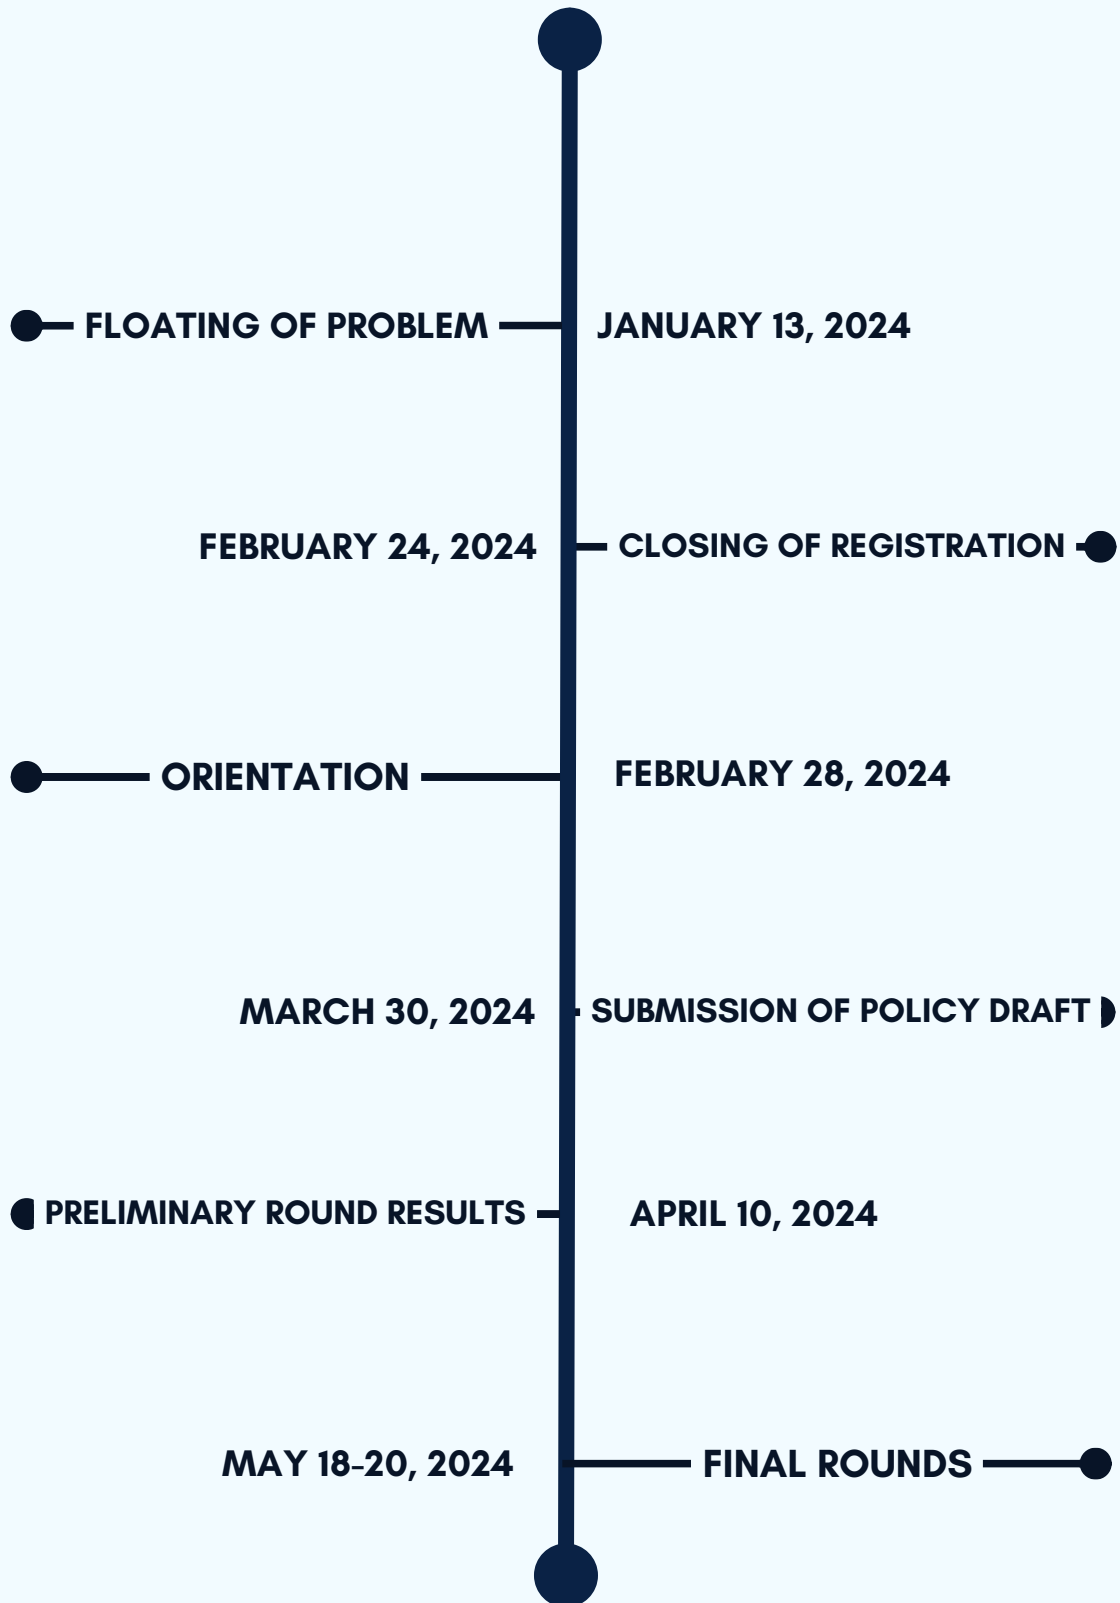 FLOATING OF PROBLEM JANUARY 13, 2024
FEBRUARY 24, 2024 CLOSING OF REGISTRATION
ORIENTATION FEBRUARY 28, 2024
MARCH 30, 2024 SUBMISSION OF POLICY DRAFT
PRELIMINARY ROUND RESULTS APRIL 10, 2024
MAY 18-20, 2024 FINAL ROUNDS